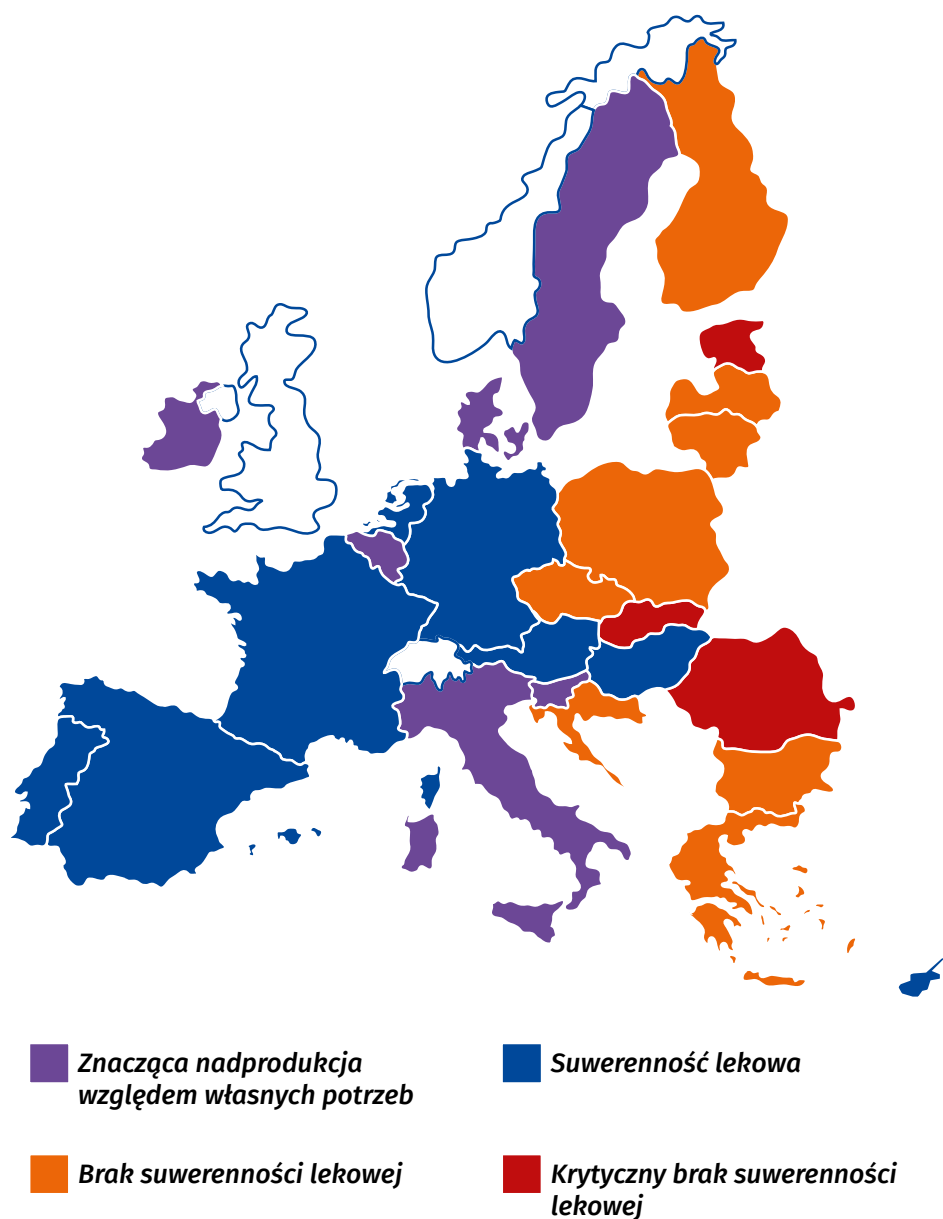 Znacząca nadprodukcja
względem własnych potrzeb
Suwerenność lekowa
Brak suwerenności lekowej
Krytyczny brak suwerenności
lekowej